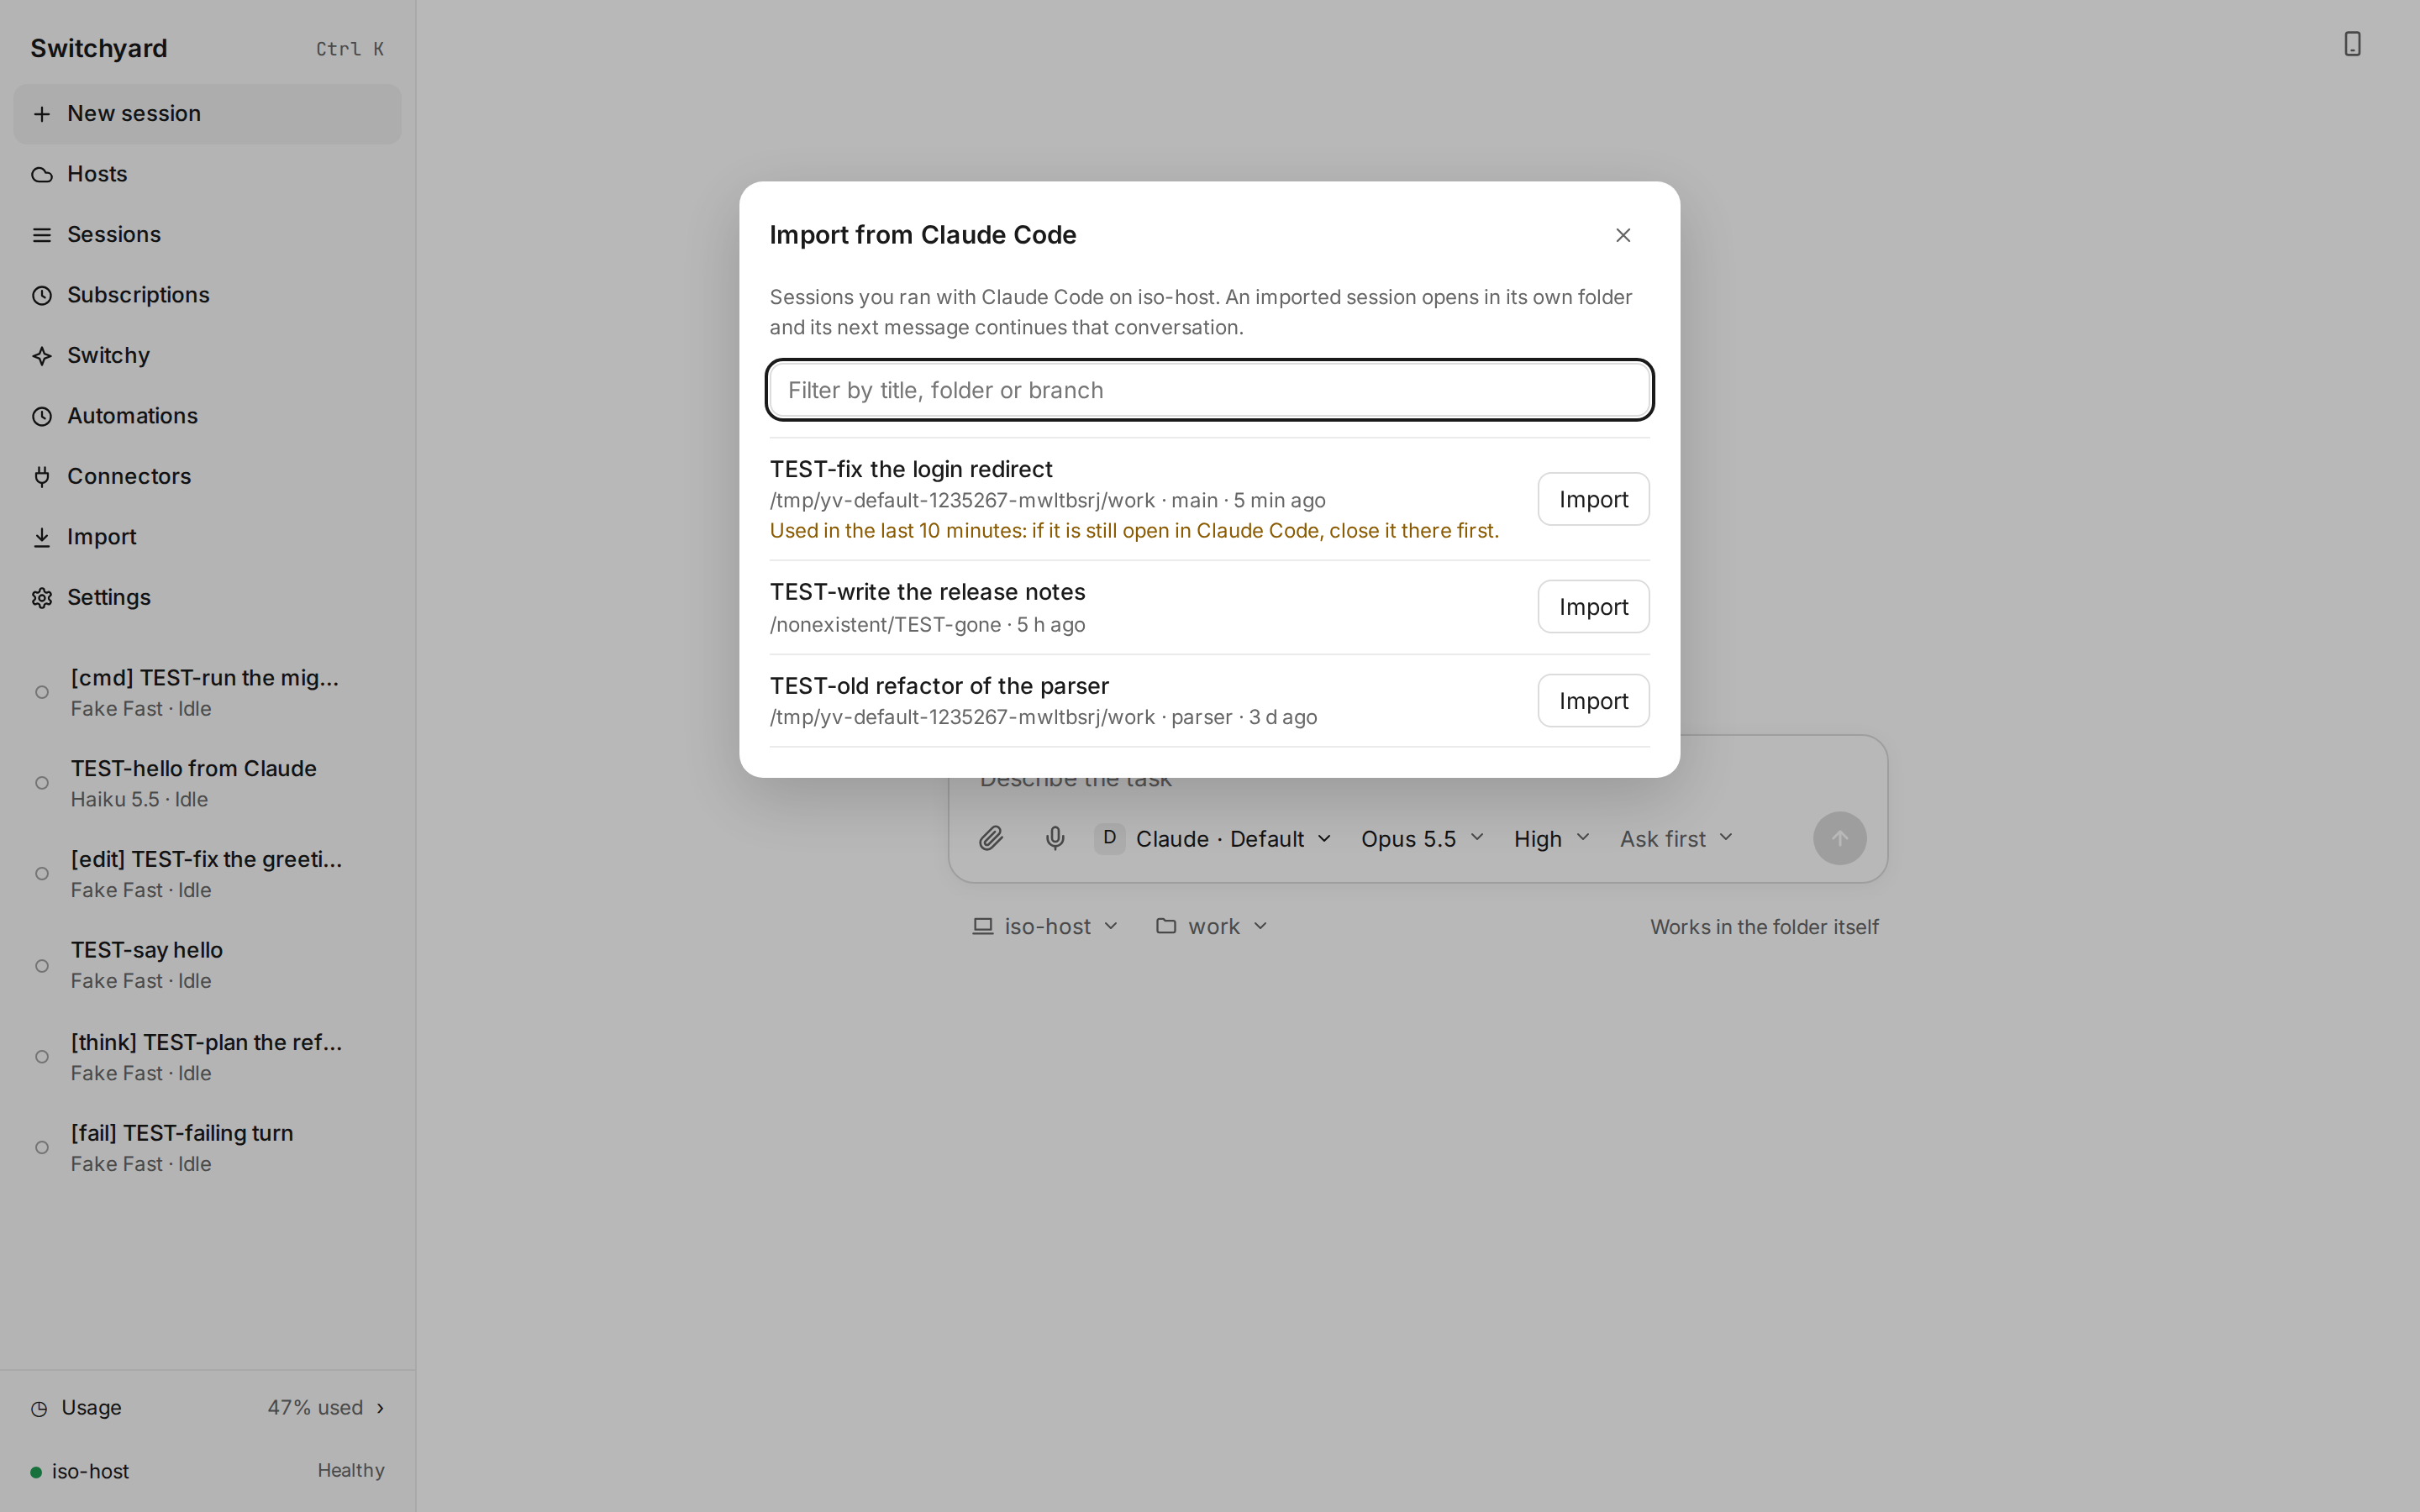 Switchyard
Ctrl K
New session
Hosts
Sessions
Subscriptions
Switchy
Automations
Connectors
Import
Settings
[cmd] TEST-run the mig...
Fake Fast · Idle
TEST-hello from Claude
Haiku 5.5 · Idle
[edit] TEST-fix the greeti...
Fake Fast · Idle
TEST-say hello
Fake Fast · Idle
[think] TEST-plan the ref...
Fake Fast · Idle
[fail] TEST-failing turn
Fake Fast · Idle
Usage
47% used
iso-host
Healthy
Import from Claude Code
Sessions you ran with Claude Code on iso-host. An imported session opens in its own folder
and its next message continues that conversation.
Filter by title, folder or branch
TEST-fix the login redirect
/tmp/yv-default-1235267-mwltbsrj/work · main · 5 min ago
Used in the last 10 minutes: if it is still open in Claude Code, close it there first.
Import
TEST-write the release notes
/nonexistent/TEST-gone · 5 h ago
Import
TEST-old refactor of the parser
/tmp/yv-default-1235267-mwltbsrj/work · parser · 3 d ago
Import
Describe the task
D Claude · Default
Opus 5.5
High
Ask first
iso-host
work
Works in the folder itself